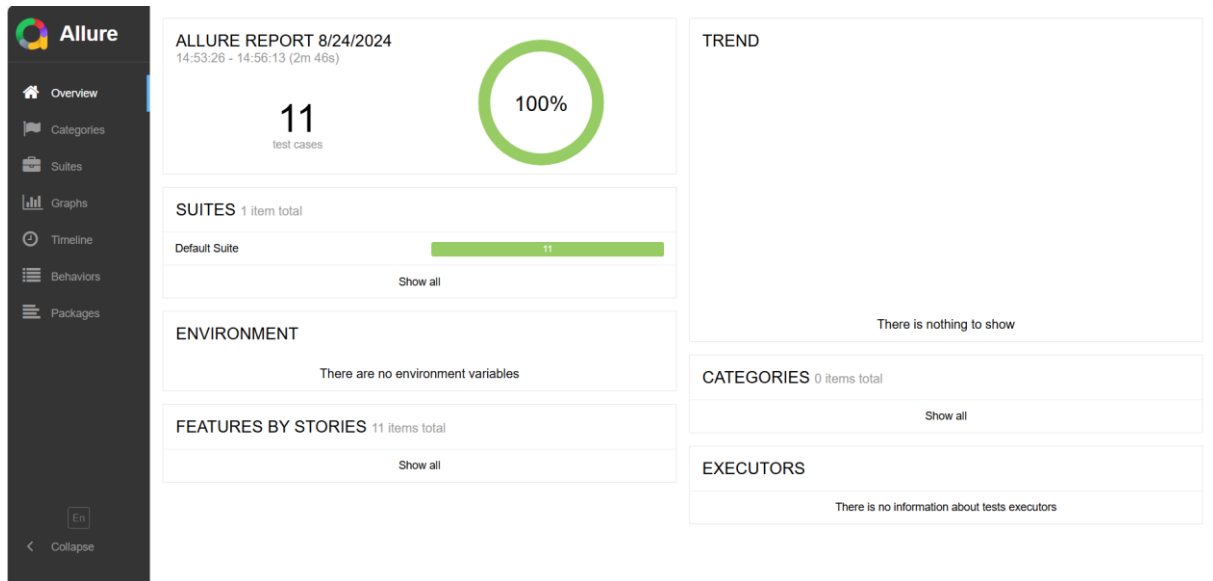 Allure
Overview
Categories
Suites
Graphs
Timeline
Behaviors
Packages
En
Collapse
ALLURE REPORT 8/24/2024
14:53:26 - 14:56:13 (2m 46s)
11
test cases
100%
SUITES 1 item total
Default Suite 11
Show all
ENVIRONMENT
There are no environment variables
FEATURES BY STORIES 11 items total
Show all
TREND
There is nothing to show
CATEGORIES 0 items total
Show all
EXECUTORS
There is no information about tests executors